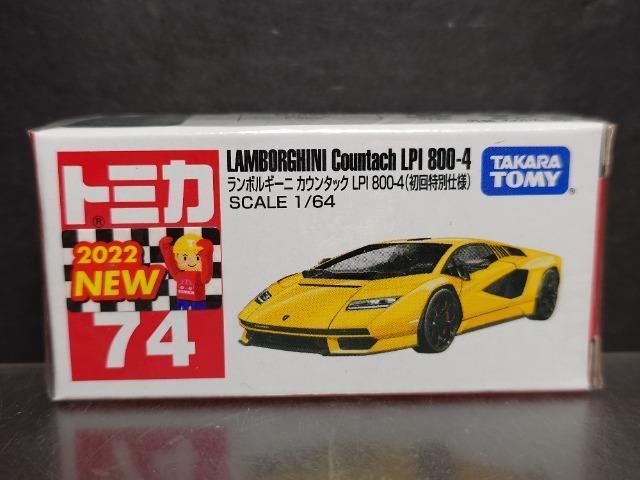 トミカ
®
2022
NEW
74
LAMBORGHINI Countach LPI 800-4
ランボルギーニ カウンタック LPI 800-4(初回特別仕様)
SCALE 1/64
TAKARA
TOMY
®